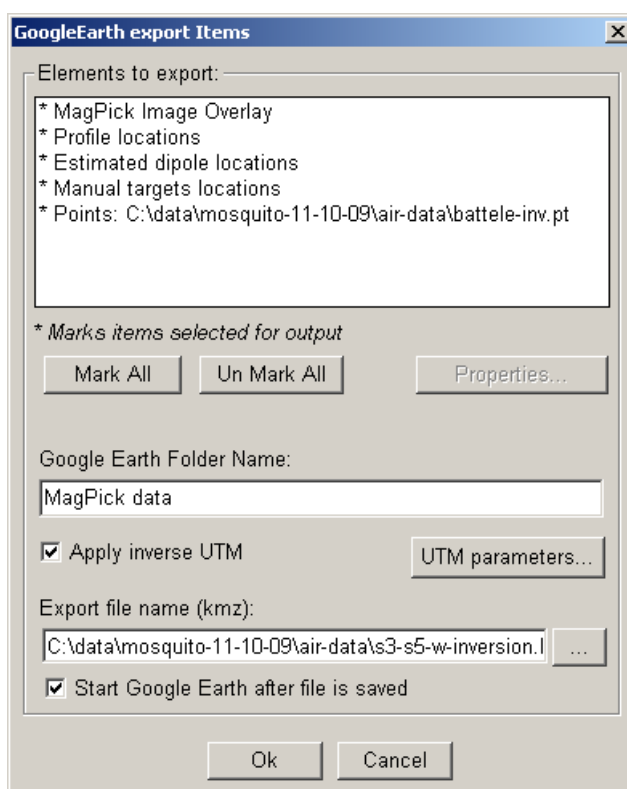 GoogleEarth export Items
Elements to export:
* MagPick Image Overlay
* Profile locations
* Estimated dipole locations
* Manual targets locations
* Points: C:\data\mosquito-11-10-09\air-data\battele-inv.pt
* Marks items selected for output
Mark All
Un Mark All
Properties...
Google Earth Folder Name:
MagPick data
Apply inverse UTM
UTM parameters...
Export file name (kmz):
C:\data\mosquito-11-10-09\air-data\s3-s5-w-inversion.
...
Start Google Earth after file is saved
Ok
Cancel